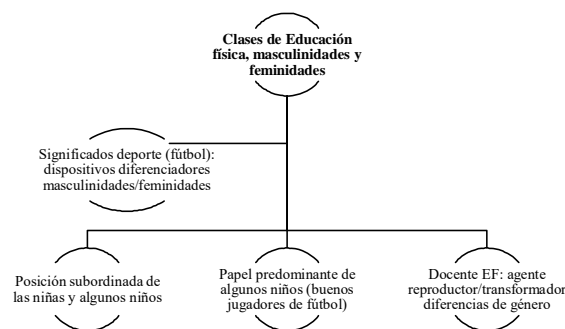 Clases de Educación
física, masculinidades y
feminidades
Significados deporte (fútbol):
dispositivos diferenciadores
masculinidades/feminidades
Posición subordinada de
las niñas y algunos niños
Papel predominante de
algunos niños (buenos
jugadores de fútbol)
Docente EF: agente
reproductor/transformador
diferencias de género